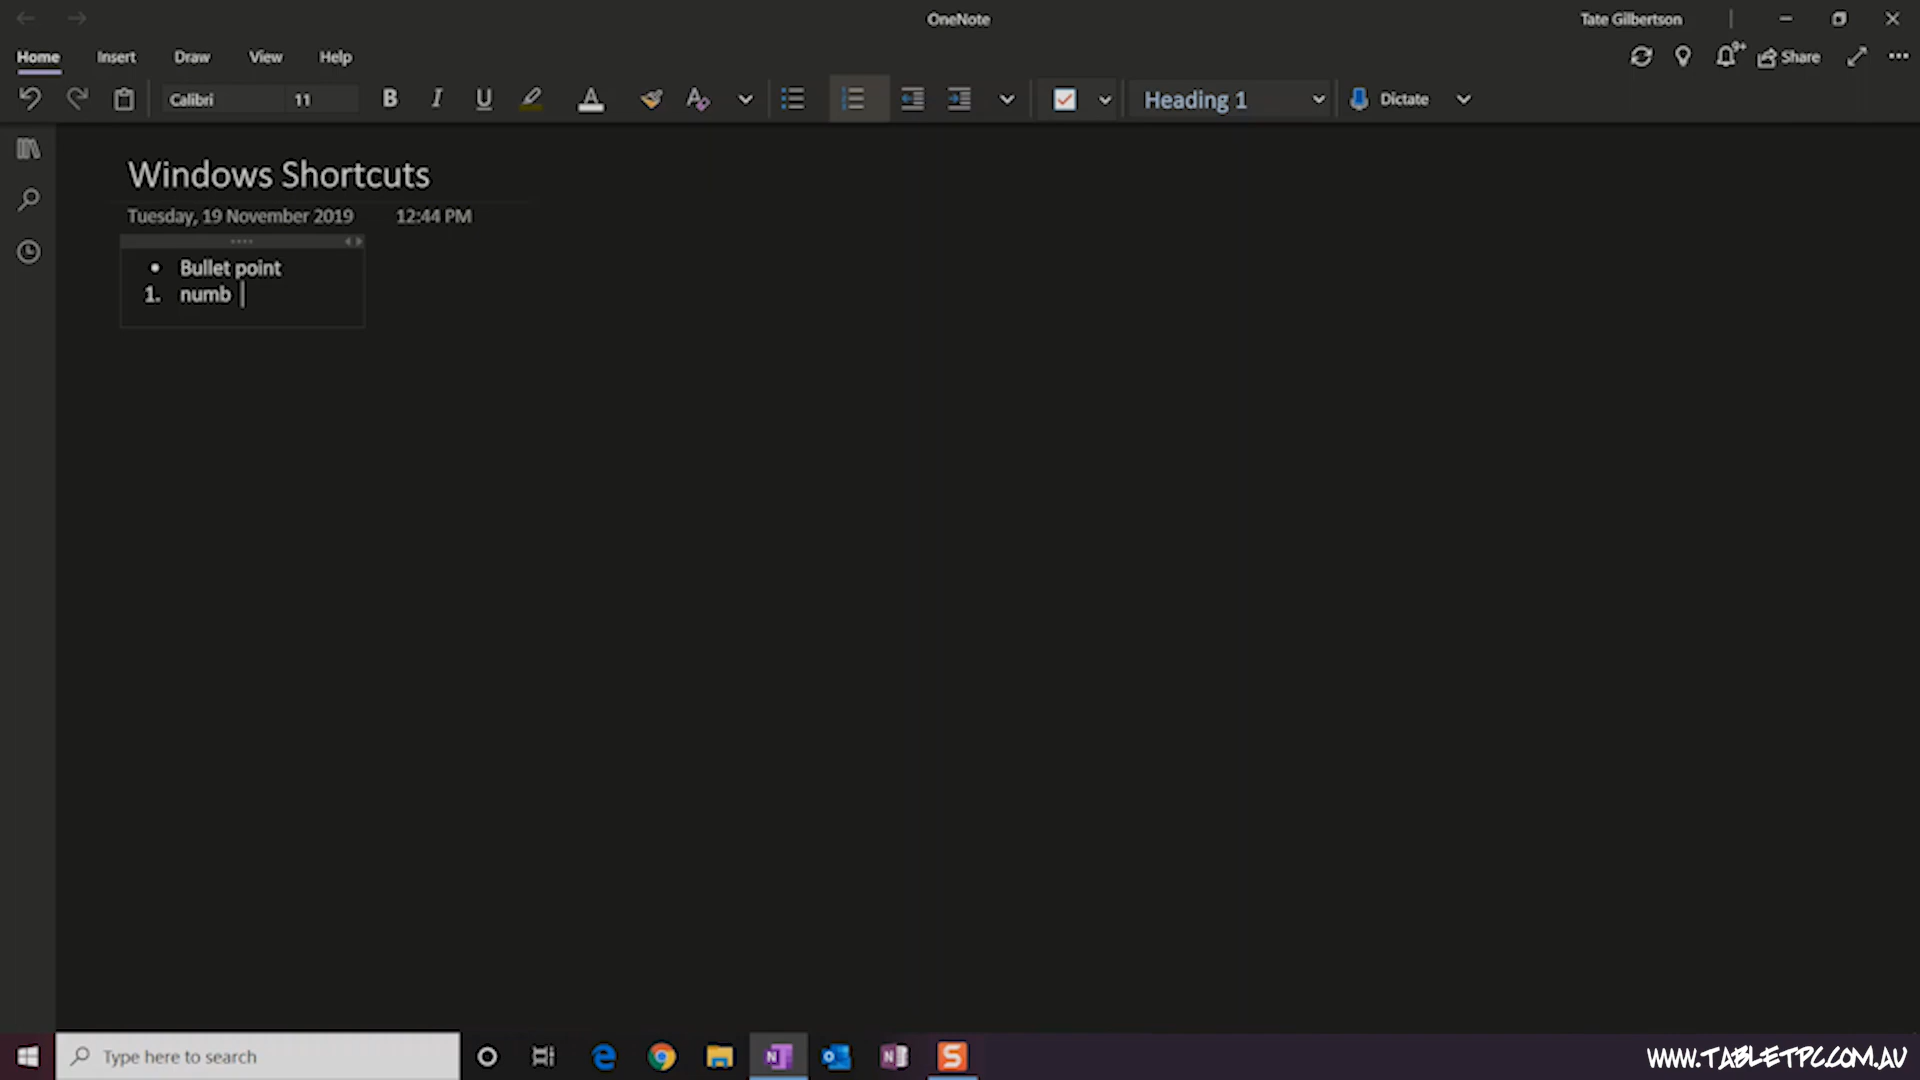 OneNote
Tate Gilbertson
Home Insert Draw View Help
9+ Share
Calibri 11 B I U A A Heading 1 Dictate
Windows Shortcuts
Tuesday, 19 November 2019 12:44 PM
• Bullet point
1. numb
Type here to search
WWW.TABLETPC.COM.AU